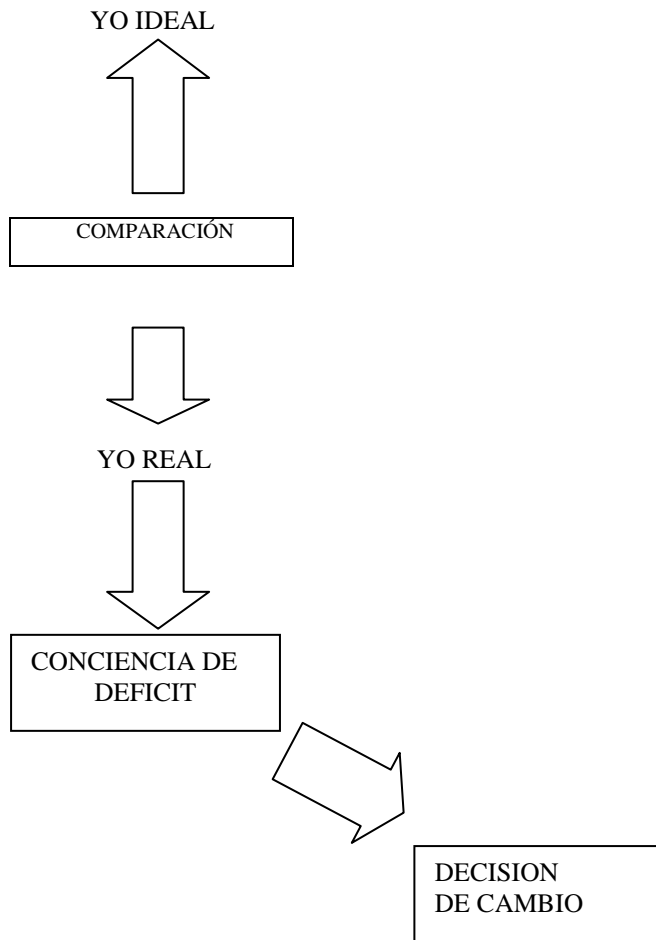 YO IDEAL
COMPARACIÓN
YO REAL
CONCIENCIA DE
DEFICIT
DECISION
DE CAMBIO